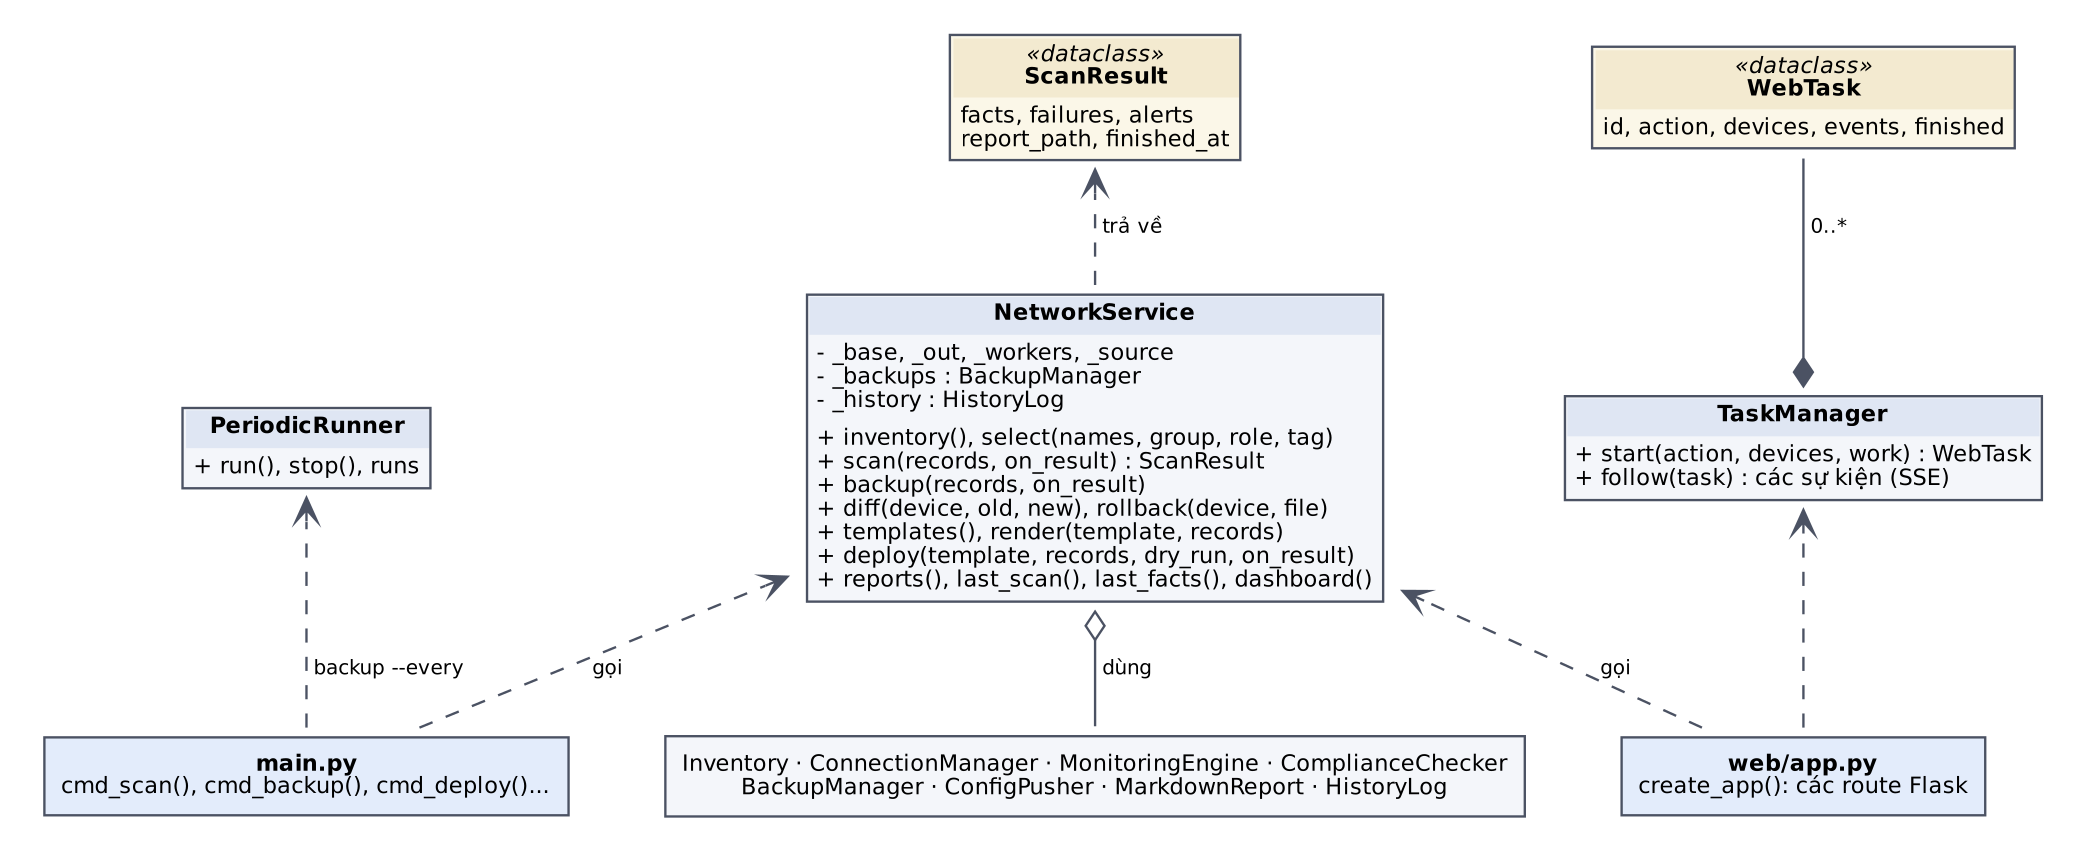 «dataclass»
ScanResult
facts, failures, alerts
report_path, finished_at
«dataclass»
WebTask
id, action, devices, events, finished
trả về
0..*
NetworkService
- _base, _out, _workers, _source
- _backups : BackupManager
- _history : HistoryLog
+ inventory(), select(names, group, role, tag)
+ scan(records, on_result) : ScanResult
+ backup(records, on_result)
+ diff(device, old, new), rollback(device, file)
+ templates(), render(template, records)
+ deploy(template, records, dry_run, on_result)
+ reports(), last_scan(), last_facts(), dashboard()
PeriodicRunner
+ run(), stop(), runs
TaskManager
+ start(action, devices, work) : WebTask
+ follow(task) : các sự kiện (SSE)
backup --every
gọi
dùng
gọi
main.py
cmd_scan(), cmd_backup(), cmd_deploy()...
Inventory · ConnectionManager · MonitoringEngine · ComplianceChecker
BackupManager · ConfigPusher · MarkdownReport · HistoryLog
web/app.py
create_app(): các route Flask